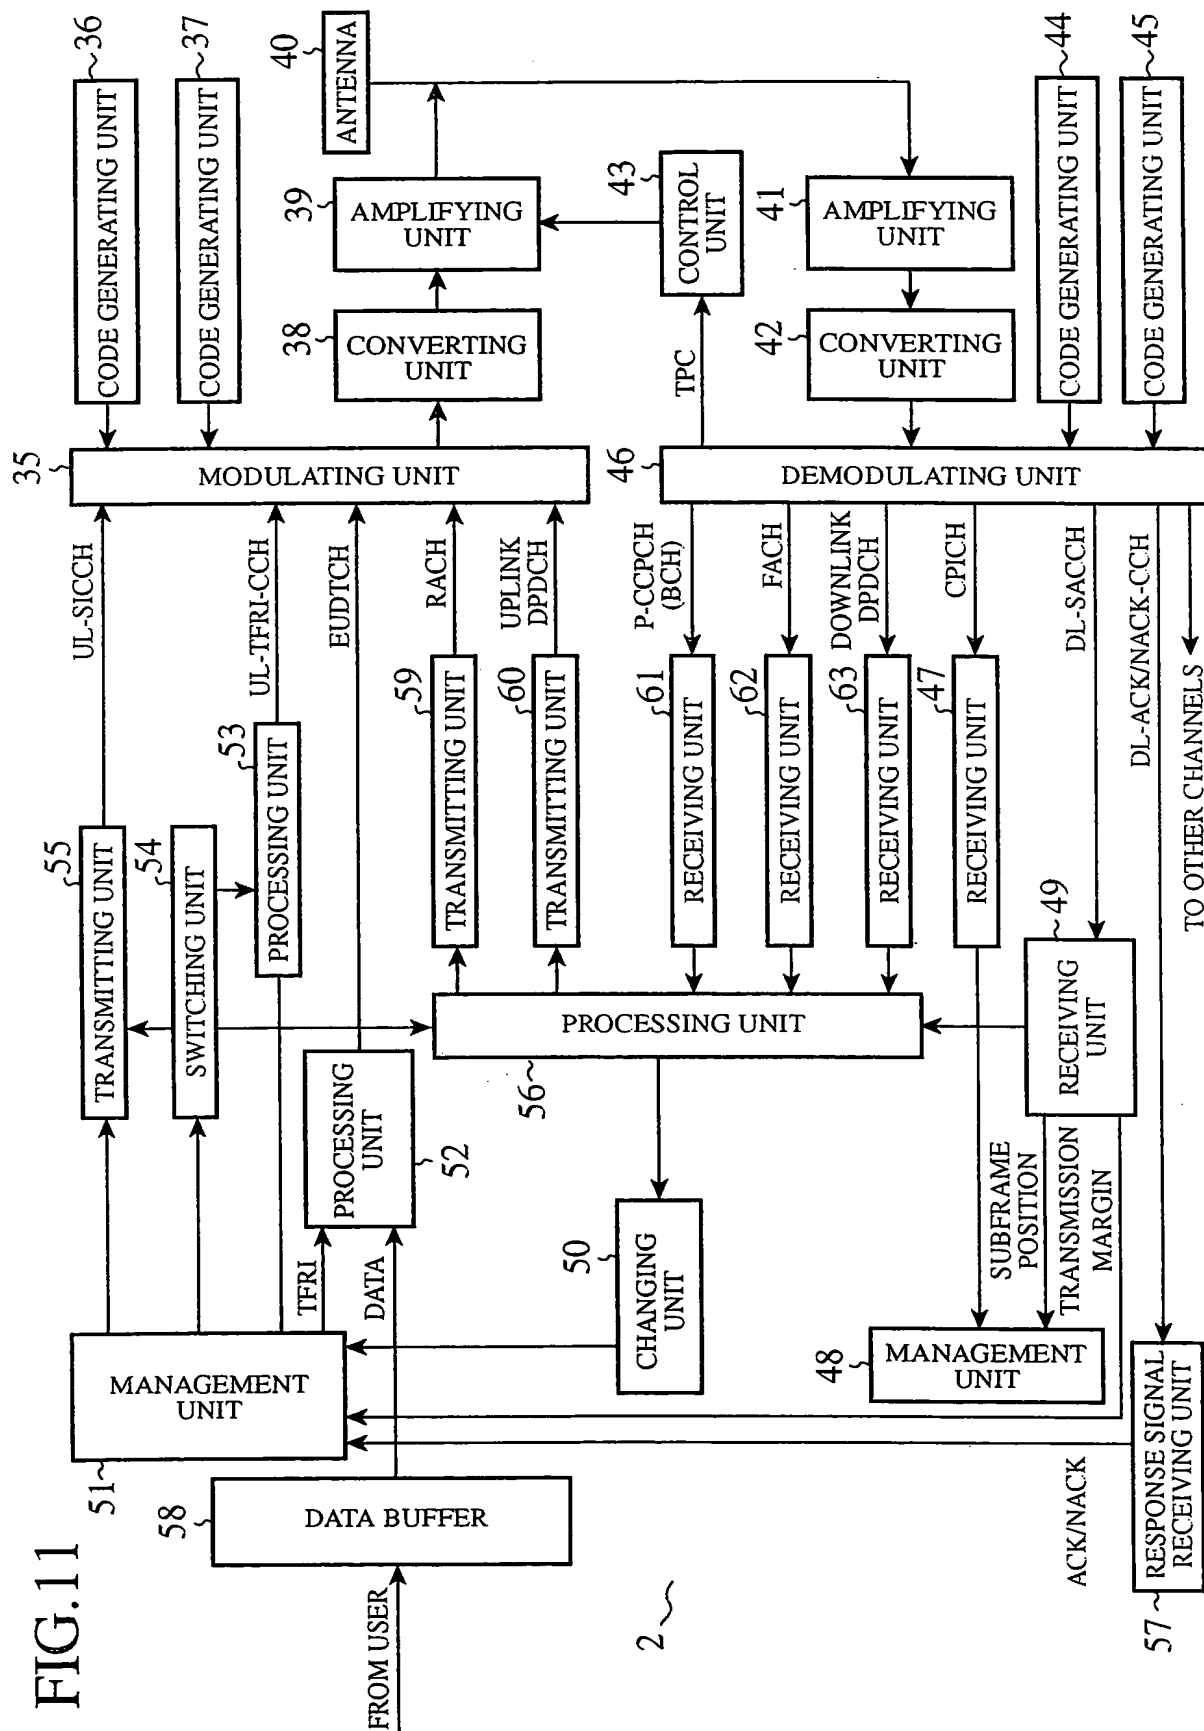 FIG.11
36
CODE GENERATING UNIT
37
CODE GENERATING UNIT
40
ANTENNA
39
AMPLIFYING
UNIT
43
CONTROL
UNIT
41
AMPLIFYING
UNIT
44
CODE GENERATING UNIT
45
CODE GENERATING UNIT
38
CONVERTING
UNIT
TPC
42
CONVERTING
UNIT
35
MODULATING UNIT
46
DEMODULATING UNIT
UL-SICCH
UL-TFRI-CCH
EUDTCH
RACH
UPLINK
DPDCH
P-CCPCH
(BCH)
FACH
DOWNLINK
DPDCH
CPICH
DL-SACCH
DL-ACK/NACK-CCH
TO OTHER CHANNELS
55
TRANSMITTING UNIT
54
SWITCHING UNIT
53
PROCESSING UNIT
59
TRANSMITTING UNIT
60
TRANSMITTING UNIT
61
RECEIVING UNIT
62
RECEIVING UNIT
63
RECEIVING UNIT
47
RECEIVING UNIT
49
RECEIVING
UNIT
PROCESSING UNIT
56
PROCESSING
UNIT
52
TFRI
DATA
50
CHANGING
UNIT
SUBFRAME
POSITION
TRANSMISSION
MARGIN
MANAGEMENT
UNIT
51
48
MANAGEMENT
UNIT
58
DATA BUFFER
FROM USER
2
ACK/NACK
RESPONSE SIGNAL
RECEIVING UNIT
57